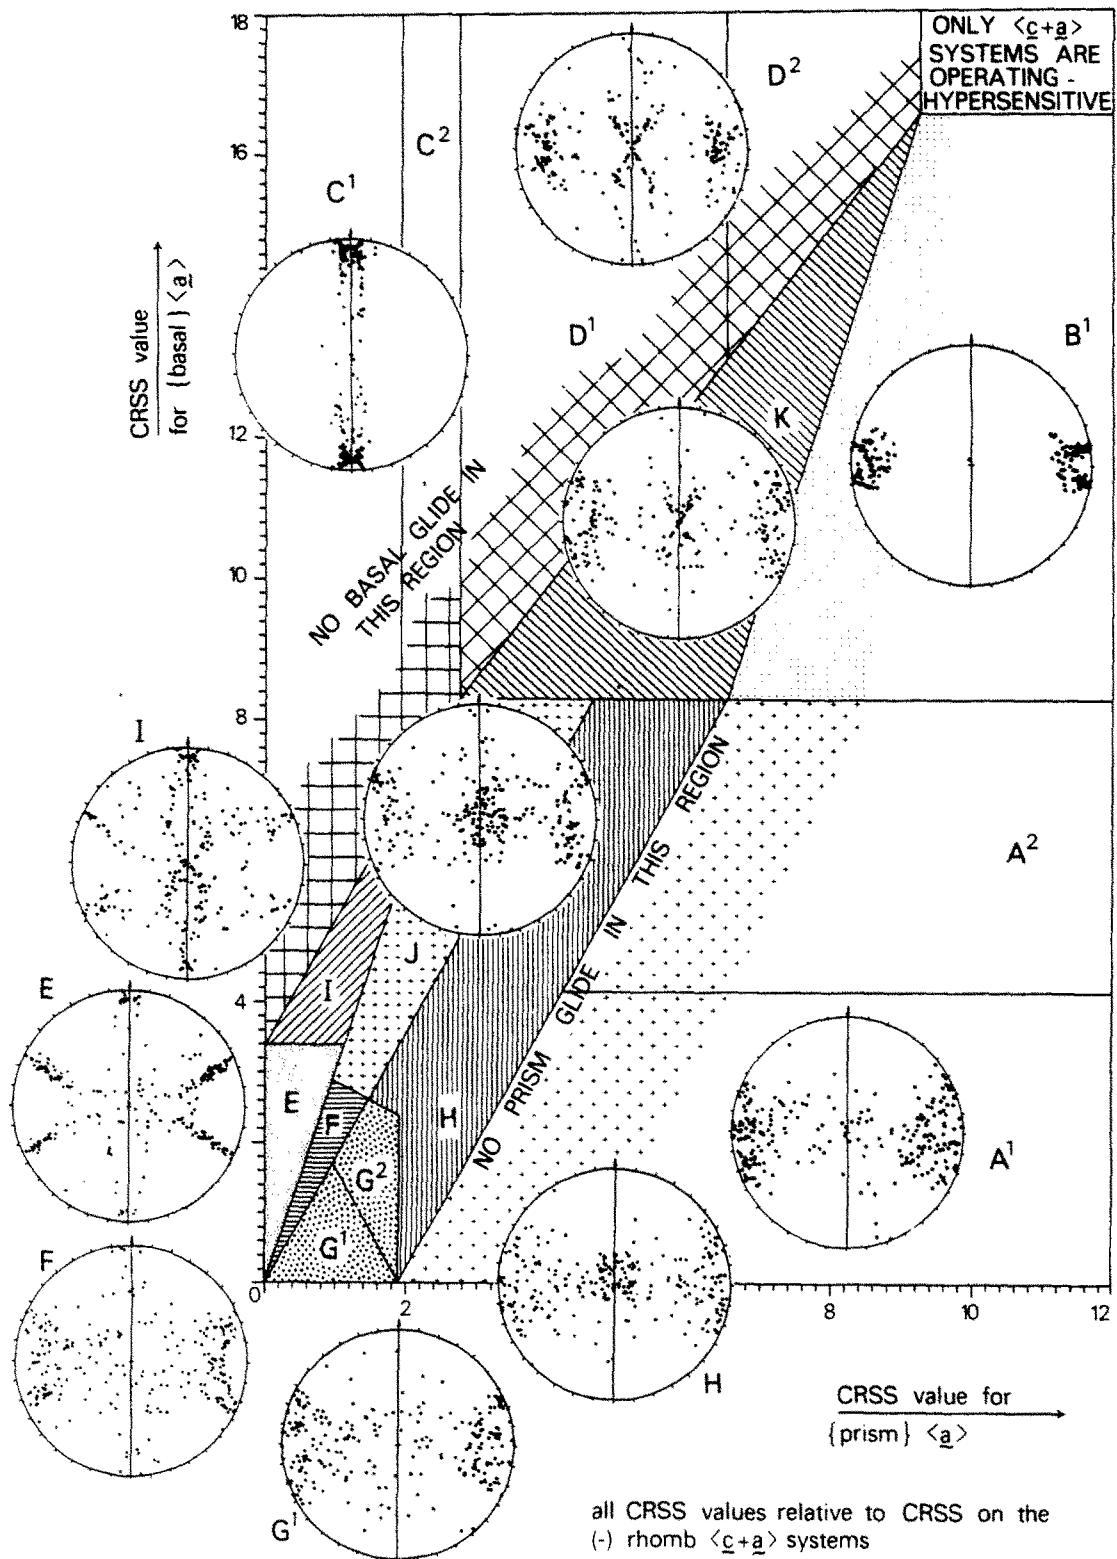 18
ONLY <c+a>
SYSTEMS ARE
OPERATING -
HYPERSENSITIVE
D²
C²
16
C¹
CRSS value
for {basal} <a>
D¹
B¹
12
K
NO BASAL GLIDE IN
THIS REGION
10
8
I
NO PRISM GLIDE IN THIS REGION
A²
J
I
4
E
E
F
H
G²
G¹
A¹
F
0
2
8
10
12
H
G¹
CRSS value for
{prism} <a>
all CRSS values relative to CRSS on the
(-) rhomb <c+a> systems